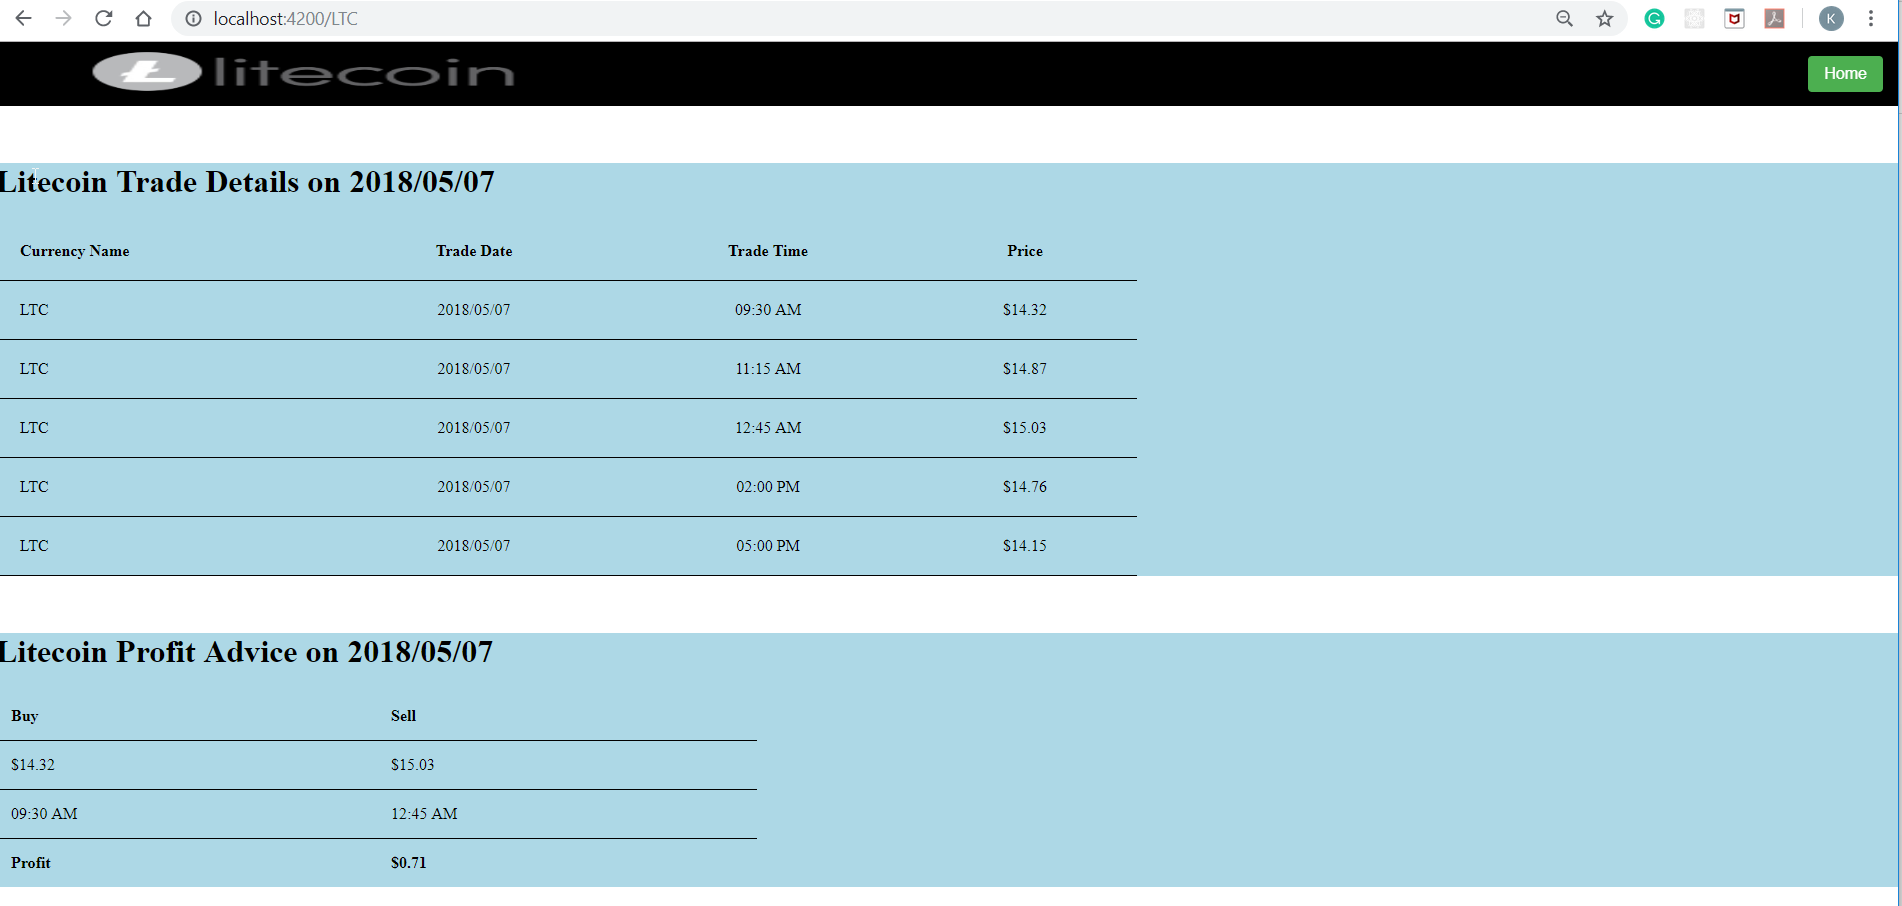 localhost:4200/LTC
K
litecoin
Home
Litecoin Trade Details on 2018/05/07
Currency Name Trade Date Trade Time Price
LTC 2018/05/07 09:30 AM $14.32
LTC 2018/05/07 11:15 AM $14.87
LTC 2018/05/07 12:45 AM $15.03
LTC 2018/05/07 02:00 PM $14.76
LTC 2018/05/07 05:00 PM $14.15
Litecoin Profit Advice on 2018/05/07
Buy Sell
$14.32 $15.03
09:30 AM 12:45 AM
Profit $0.71